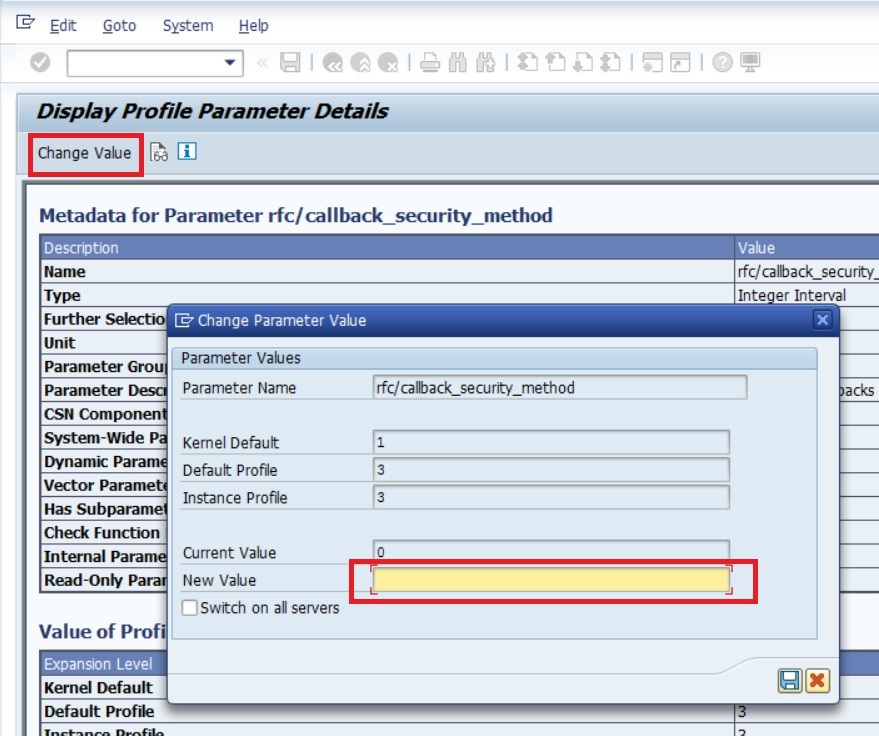 Edit Goto System Help
Display Profile Parameter Details
Change Value
Metadata for Parameter rfc/callback_security_method
Description Value
Name rfc/callback_security_
Type Integer Interval
Further Selectio
Unit
Parameter Grou
Parameter Descr backs
CSN Component
System-Wide Pa
Dynamic Parame
Vector Paramete
Has Subparamet
Check Function
Internal Parame
Read-Only Parar
Change Parameter Value
Parameter Values
Parameter Name rfc/callback_security_method
Kernel Default 1
Default Profile 3
Instance Profile 3
Current Value 0
New Value
Switch on all servers
Value of Profi
Expansion Level
Kernel Default
Default Profile 3
Instance Profile 3